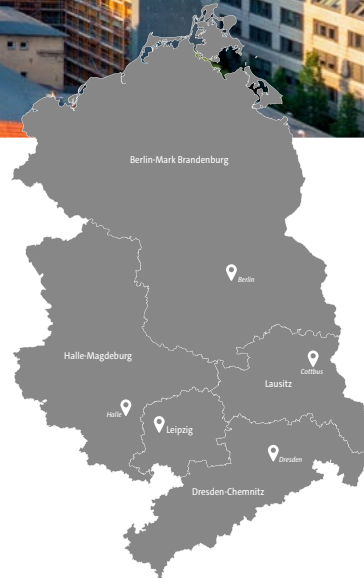 Berlin-Mark Brandenburg
Berlin
Halle-Magdeburg
Cottbus
Lausitz
Halle
Leipzig
Dresden
Dresden-Chemnitz